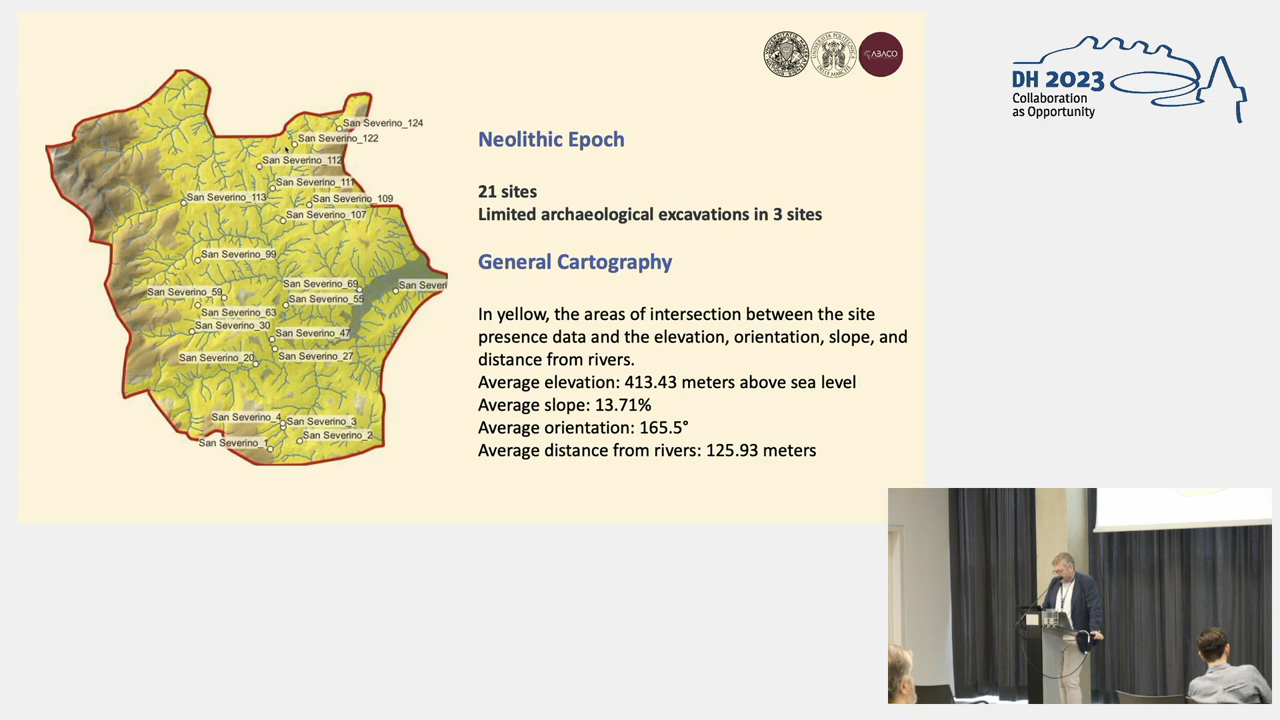 ABACO
DH 2023
Collaboration
as Opportunity
San Severino_124
San Severino_122
San Severino_112
San Severino_111
San Severino_113
San Severino_109
San Severino_107
San Severino_99
San Severino_69
San Severi
San Severino_59
San Severino_55
San Severino_63
San Severino_30
San Severino_47
San Severino_20
San Severino_27
San Severino_4
San Severino_3
San Severino_2
San Severino_1
Neolithic Epoch
21 sites
Limited archaeological excavations in 3 sites
General Cartography
In yellow, the areas of intersection between the site
presence data and the elevation, orientation, slope, and
distance from rivers.
Average elevation: 413.43 meters above sea level
Average slope: 13.71%
Average orientation: 165.5°
Average distance from rivers: 125.93 meters